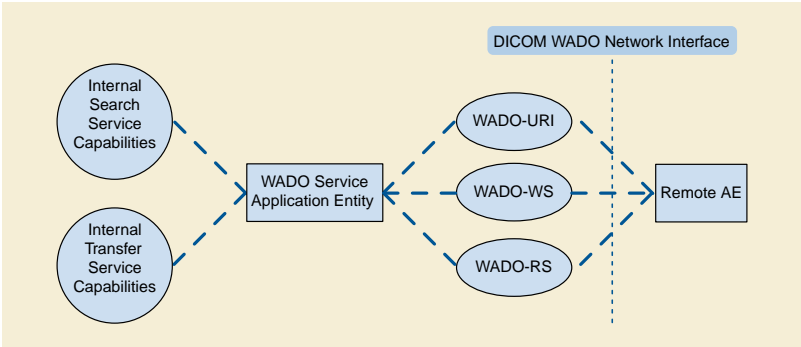 DICOM WADO Network Interface
Internal
Search
Service
Capabilities
WADO-URI
WADO Service
Application Entity
WADO-WS
Remote AE
Internal
Transfer
Service
Capabilities
WADO-RS